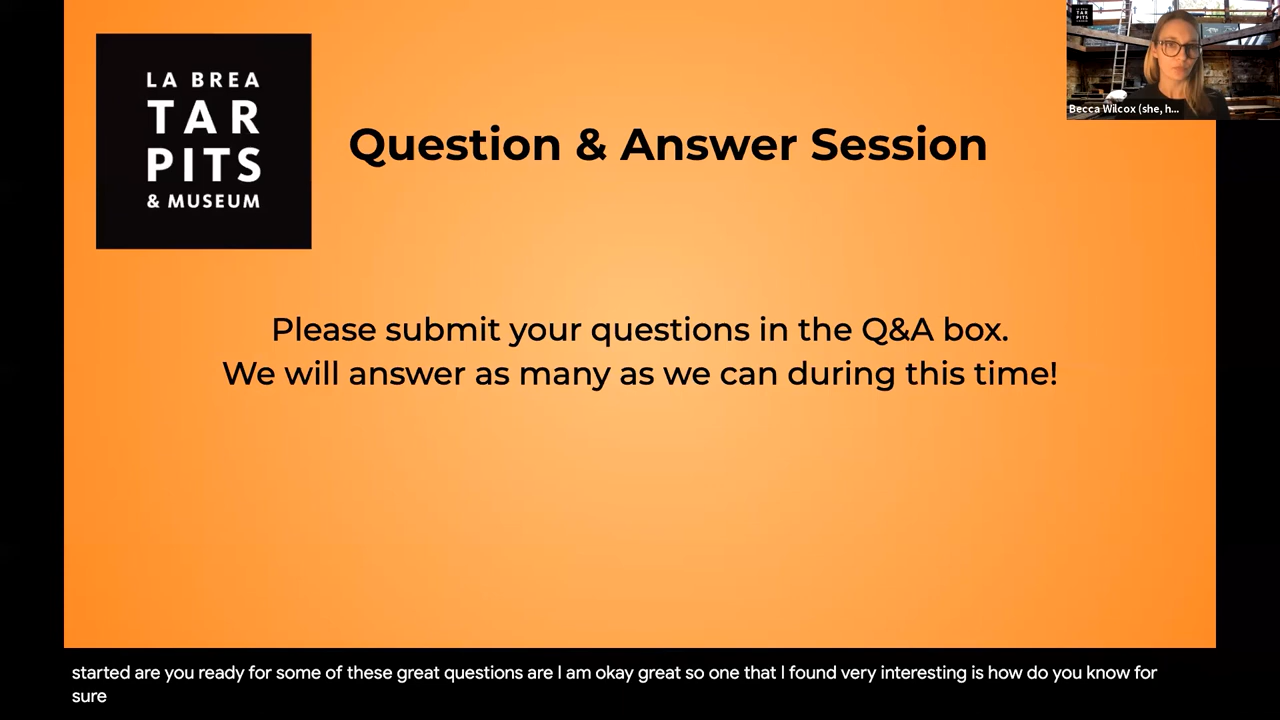 LA BREA
TAR
PITS
& MUSEUM
Question & Answer Session
Becca Wilcox (she, h...
Please submit your questions in the Q&A box.
We will answer as many as we can during this time!
started are you ready for some of these great questions are I am okay great so one that I found very interesting is how do you know for
sure